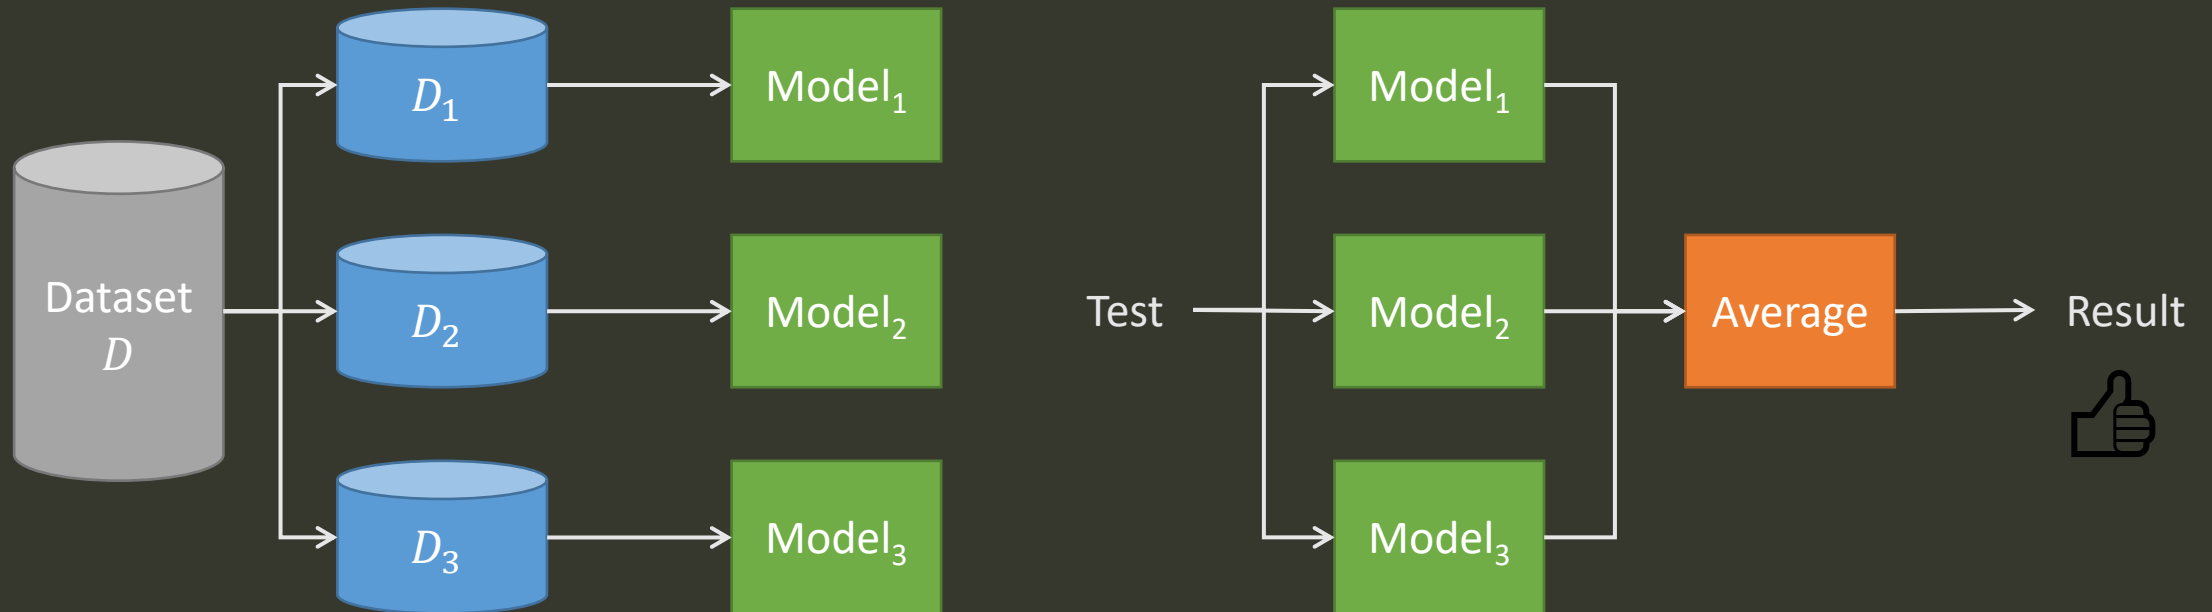 Dataset
D
D₁
D₂
D₃
Model₁
Model₂
Model₃
Test
Model₁
Model₂
Model₃
Average
Result